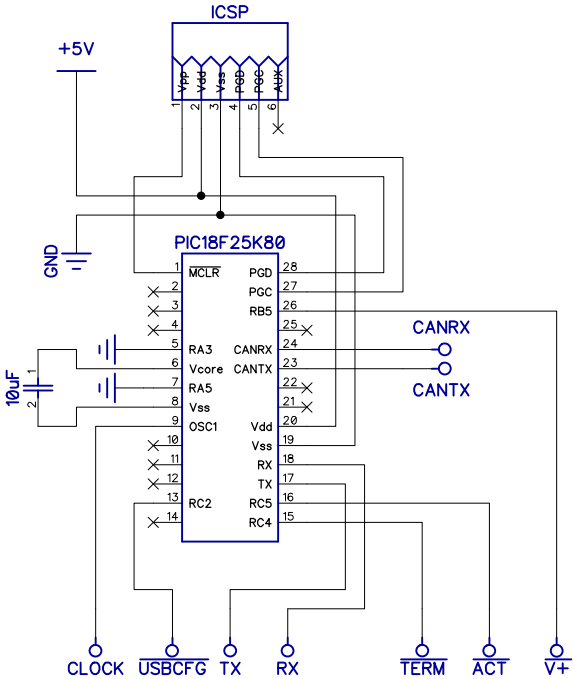 ICSP
+5V
Vpp Vdd Vss PGD PGC AUX
1 2 3 4 5 6
GND
PIC18F25K80
1 MCLR PGD 28
2 PGC 27
3 RB5 26
4 25
CANRX
5 RA3 CANRX 24
6 Vcore CANTX 23
CANTX
7 RA5 22
8 Vss 21
10uF 1 2
9 OSC1 Vdd 20
10 Vss 19
11 RX 18
12 TX 17
13 RC2 RC5 16
14 RC4 15
CLOCK USBCFG TX RX TERM ACT V+